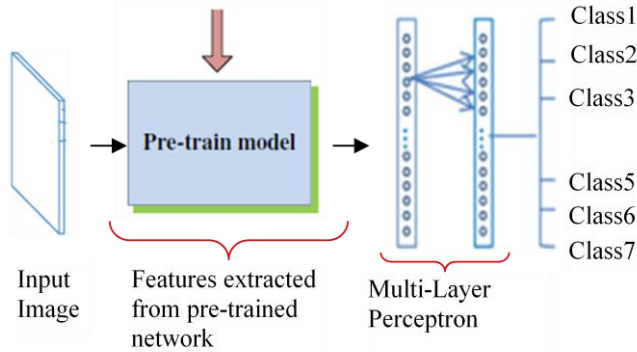 Class1
Class2
Class3
Pre-train model
Class5
Class6
Class7
Input
Image
Features extracted
from pre-trained
network
Multi-Layer
Perceptron